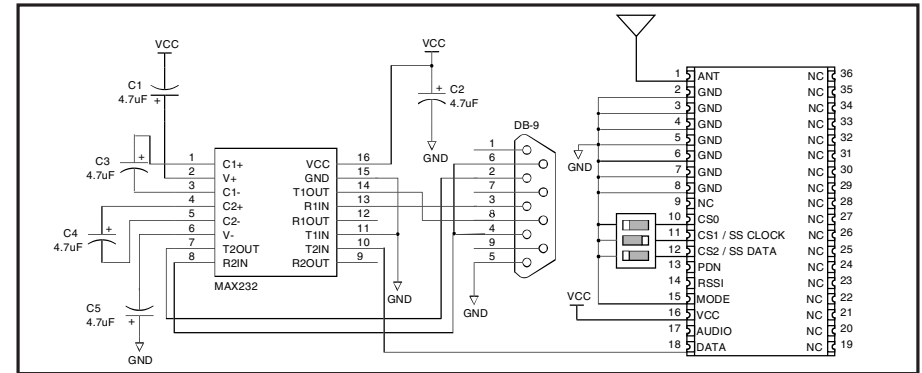 VCC
C1
4.7uF
+
C3
4.7uF
+
C4
4.7uF
+
C5
4.7uF
+
GND
1 C1+
2 V+
3 C1-
4 C2+
5 C2-
6 V-
7 T2OUT
8 R2IN
VCC 16
GND 15
T1OUT 14
R1IN 13
R1OUT 12
T1IN 11
T2IN 10
R2OUT 9
MAX232
VCC
+
C2
4.7uF
GND
GND
DB-9
1
6
2
7
3
8
4
9
5
GND
GND
VCC
1 ANT
2 GND
3 GND
4 GND
5 GND
6 GND
7 GND
8 GND
9 NC
10 CS0
11 CS1 / SS CLOCK
12 CS2 / SS DATA
13 PDN
14 RSSI
15 MODE
16 VCC
17 AUDIO
18 DATA
NC 36
NC 35
NC 34
NC 33
NC 32
NC 31
NC 30
NC 29
NC 28
NC 27
NC 26
NC 25
NC 24
NC 23
NC 22
NC 21
NC 20
NC 19